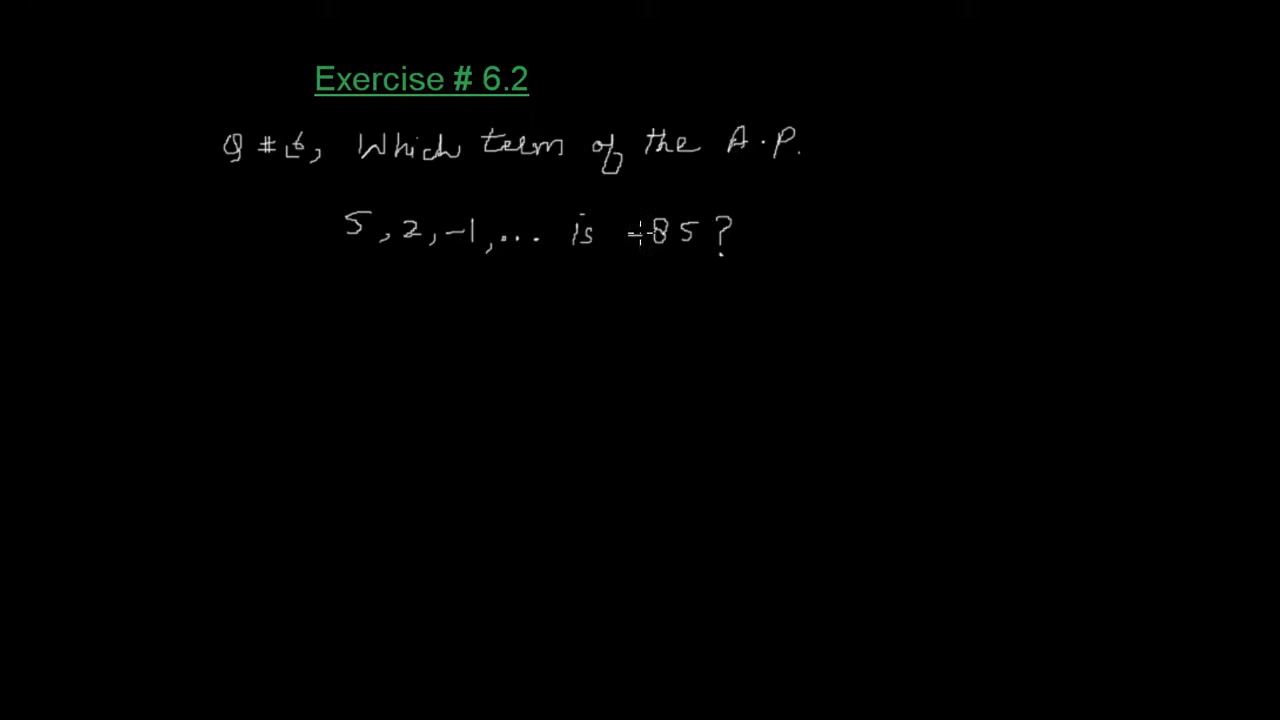 Exercise # 6.2
Q # 6, Which term of the A.P.
5, 2, -1, ... is -85?